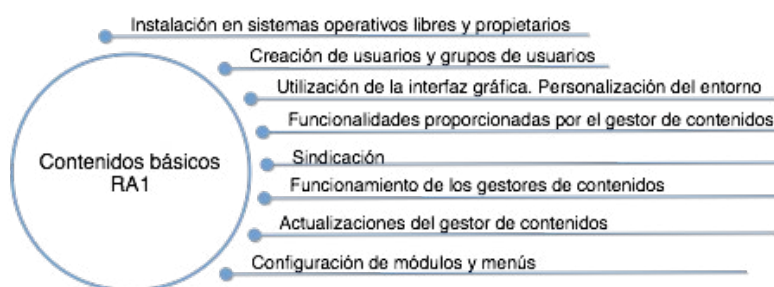 Instalación en sistemas operativos libres y propietarios
Creación de usuarios y grupos de usuarios
Utilización de la interfaz gráfica. Personalización del entorno
Funcionalidades proporcionadas por el gestor de contenidos
Contenidos básicos
RA1
Sindicación
Funcionamiento de los gestores de contenidos
Actualizaciones del gestor de contenidos
Configuración de módulos y menús